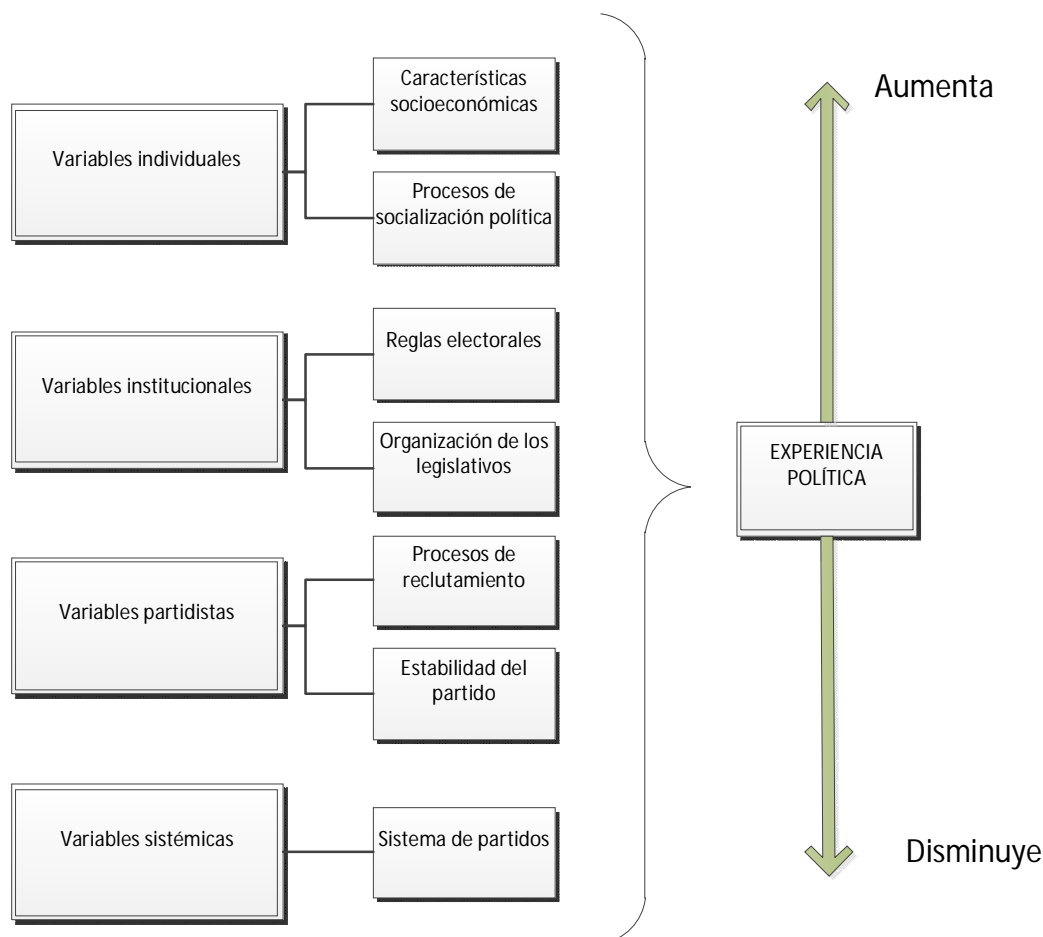 Variables individuales
Características
socioeconómicas
Procesos de
socialización política
Variables institucionales
Reglas electorales
Organización de los
legislativos
Variables partidistas
Procesos de
reclutamiento
Estabilidad del
partido
Variables sistémicas
Sistema de partidos
Aumenta
EXPERIENCIA
POLÍTICA
Disminuye